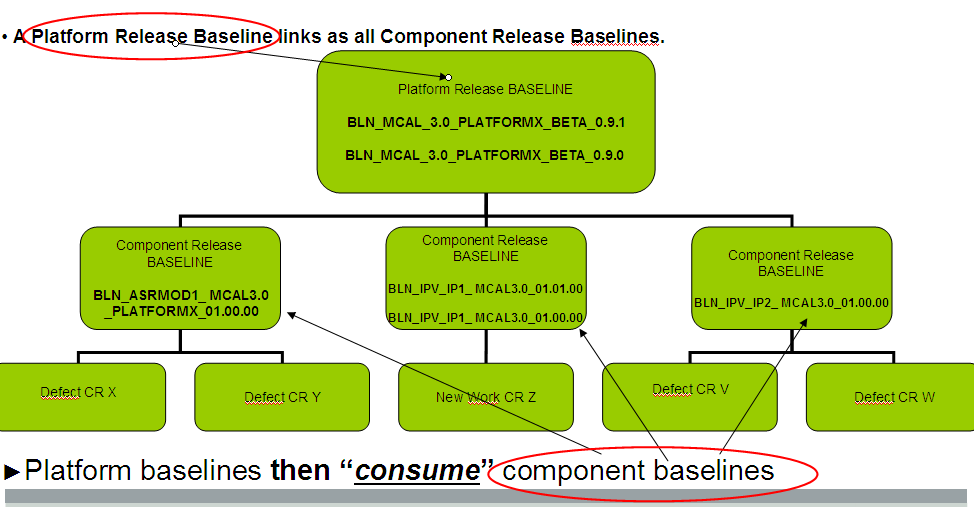 • A Platform Release Baseline links as all Component Release Baselines.
Platform Release BASELINE
BLN_MCAL_3.0_PLATFORMX_BETA_0.9.1
BLN_MCAL_3.0_PLATFORMX_BETA_0.9.0
Component Release
BASELINE
BLN_ASRMOD1_ MCAL3.0
_PLATFORMX_01.00.00
Component Release
BASELINE
BLN_IPV_IP1_ MCAL3.0_01.01.00
BLN_IPV_IP1_ MCAL3.0_01.00.00
Component Release
BASELINE
BLN_IPV_IP2_ MCAL3.0_01.00.00
Defect CR X
Defect CR Y
New Work CR Z
Defect CR V
Defect CR W
►Platform baselines then “consume” component baselines